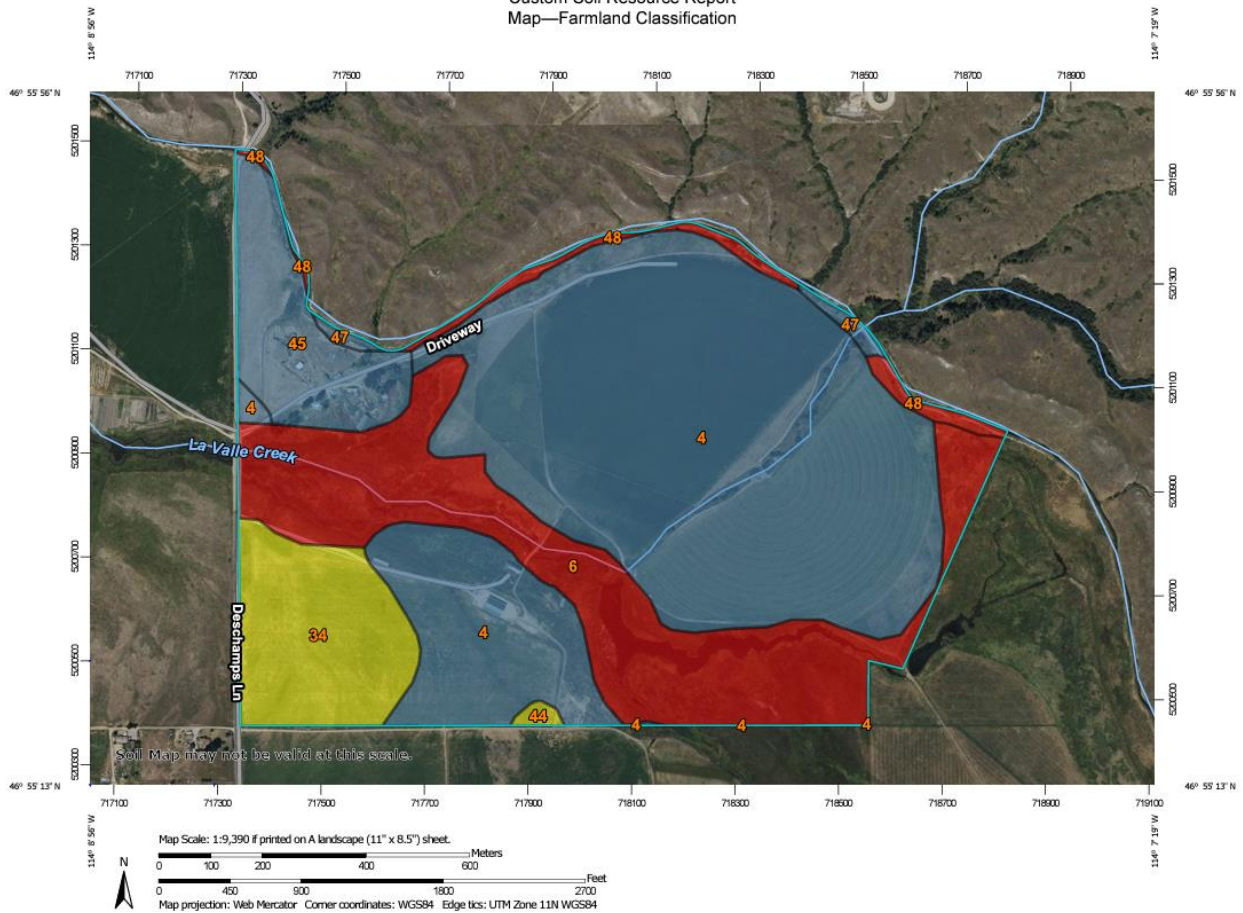 Custom Soil Resource Report
Map—Farmland Classification
114° 8' 56'' W
114° 7' 19'' W
717100 717300 717500 717700 717900 718100 718300 718500 718700 718900
46° 55' 56'' N
46° 55' 56'' N
5201500
5201300
5201100
5200900
5200700
5200500
5200300
5201500
5201300
5201100
5200900
5200700
5200500
48
48
48
47
45
Driveway
47
4
48
La Valle Creek
4
6
34
4
Deschamps Ln
44
4
4
4
Soil Map may not be valid at this scale.
46° 55' 13'' N
46° 55' 13'' N
717100 717300 717500 717700 717900 718100 718300 718500 718700 718900 719100
114° 8' 56'' W
114° 7' 19'' W
N
Map Scale: 1:9,390 if printed on A landscape (11" x 8.5") sheet.
Meters
0 100 200 400 600
Feet
0 450 900 1800 2700
Map projection: Web Mercator Corner coordinates: WGS84 Edge tics: UTM Zone 11N WGS84